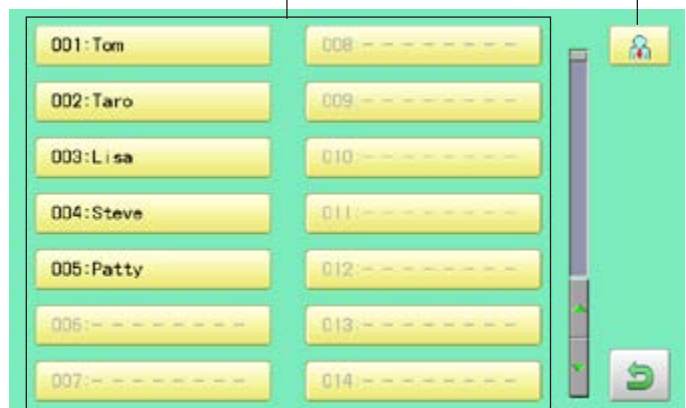 001:Tom
002:Taro
003:Lisa
004:Steve
005:Patty
006:- - - - - - - -
007:- - - - - - - -
008:- - - - - - - -
009:- - - - - - - -
010:- - - - - - - -
011:- - - - - - - -
012:- - - - - - - -
013:- - - - - - - -
014:- - - - - - - -